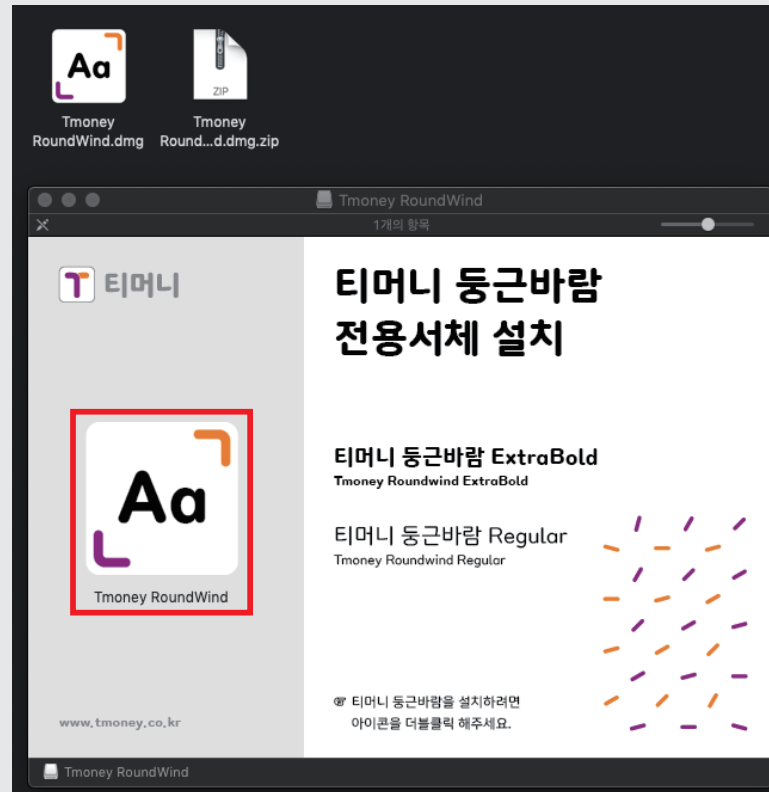 Aa
ZIP
Tmoney
RoundWind.dmg
Tmoney
Round...d.dmg.zip
Tmoney RoundWind
1개의 항목
티머니
티머니 둥근바람
전용서체 설치
Aa
Tmoney RoundWind
티머니 둥근바람 ExtraBold
Tmoney Roundwind ExtraBold
티머니 둥근바람 Regular
Tmoney Roundwind Regular
☞ 티머니 둥근바람을 설치하려면
아이콘을 더블클릭 해주세요.
www.tmoney.co.kr
Tmoney RoundWind